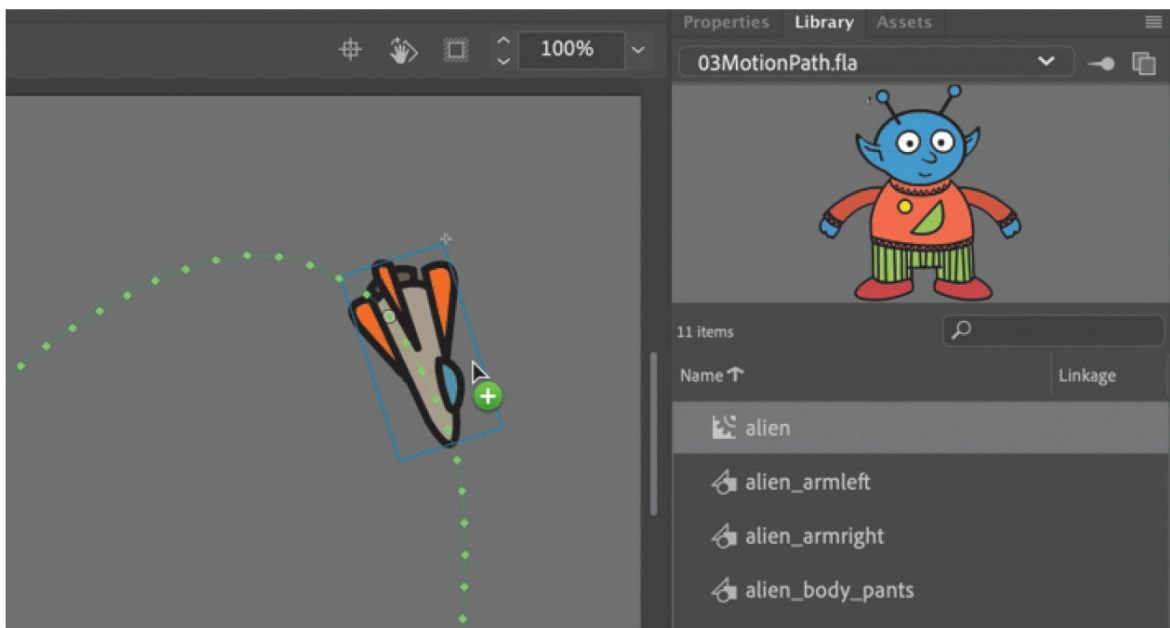 Properties Library Assets
100%
03MotionPath.fla
11 items
Name Linkage
alien
alien_armleft
alien_armright
alien_body_pants